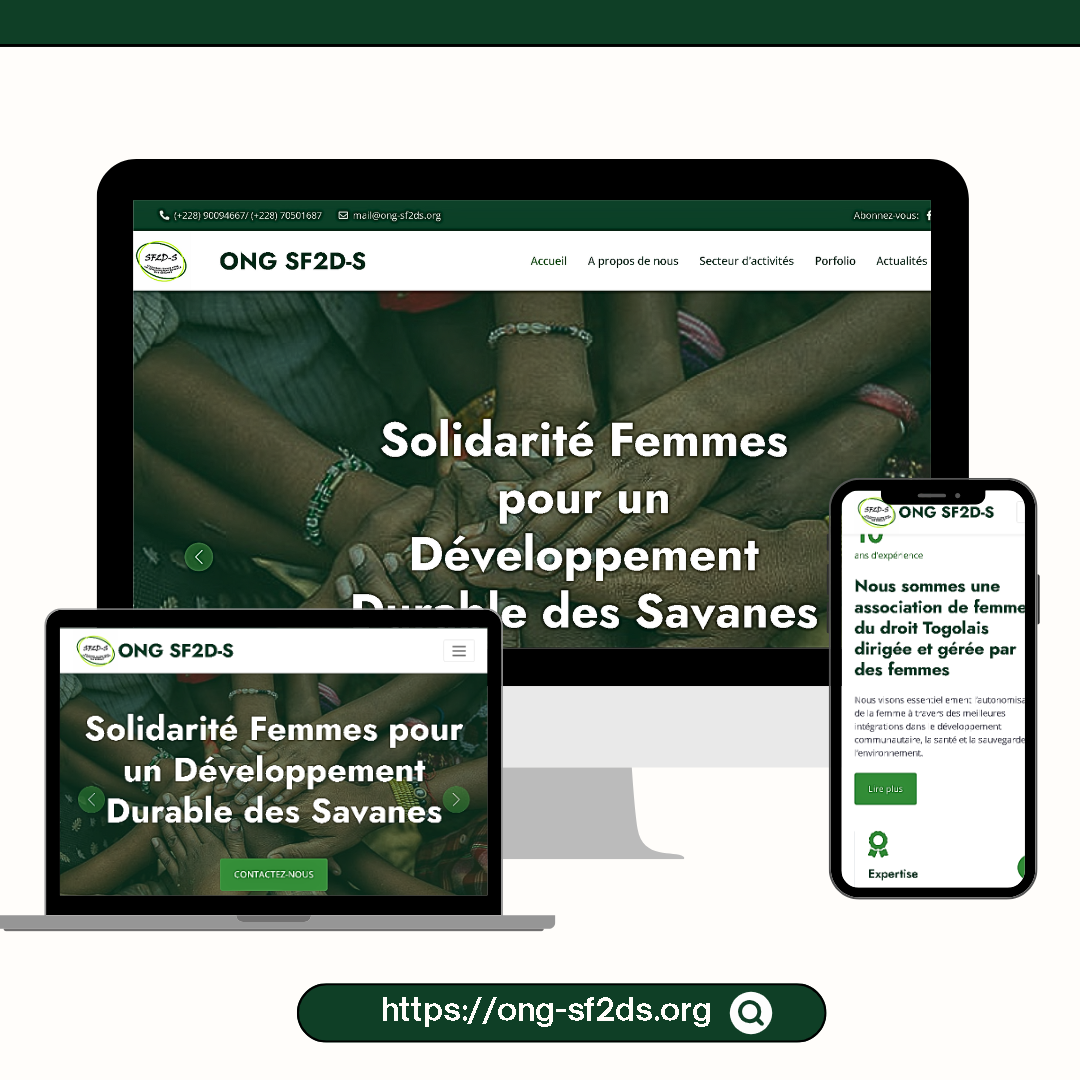 (+228) 90094667/ (+228) 70501687 mail@ong-sf2ds.org Abonnez-vous:
SF2D-S
ONG SF2D-S Accueil A propos de nous Secteur d'activités Porfolio Actualités
Solidarité Femmes
pour un
Développement
Durable des Savanes
SF2D-S
ONG SF2D-S
Solidarité Femmes pour
un Développement
Durable des Savanes
CONTACTEZ-NOUS
SF2D-S
ONG SF2D-S
10
ans d'expérience
Nous sommes une
association de femme
du droit Togolais
dirigée et gérée par
des femmes
Nous visons essentiel ement l'autonomisa
de la femme à travers des meilleures
intégrations dans le développement
communautaire, la santé et la sauvegarde
l'environnement.
Lire plus
Expertise
https://ong-sf2ds.org